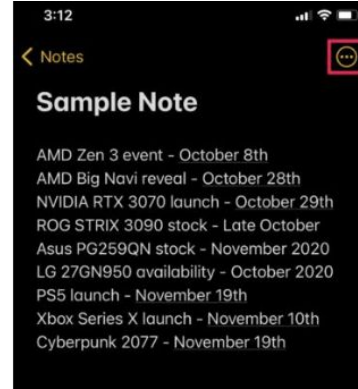 3:12
Notes
Sample Note
AMD Zen 3 event - October 8th
AMD Big Navi reveal - October 28th
NVIDIA RTX 3070 launch - October 29th
ROG STRIX 3090 stock - Late October
Asus PG259QN stock - November 2020
LG 27GN950 availability - October 2020
PS5 launch - November 19th
Xbox Series X launch - November 10th
Cyberpunk 2077 - November 19th